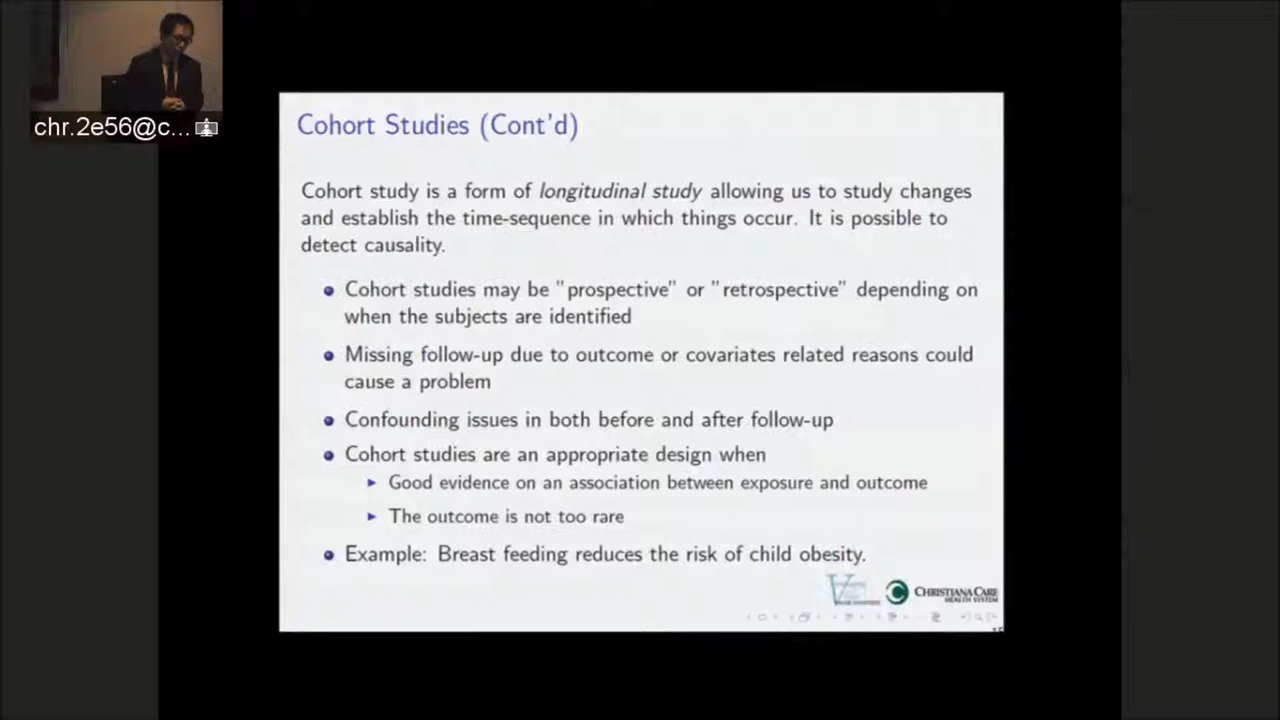 chr.2e56@c...
Cohort Studies (Cont'd)
Cohort study is a form of longitudinal study allowing us to study changes
and establish the time-sequence in which things occur. It is possible to
detect causality.
Cohort studies may be "prospective" or "retrospective" depending on
when the subjects are identified
Missing follow-up due to outcome or covariates related reasons could
cause a problem
Confounding issues in both before and after follow-up
Cohort studies are an appropriate design when
Good evidence on an association between exposure and outcome
The outcome is not too rare
Example: Breast feeding reduces the risk of child obesity.
CHRISTIANA CARE
HEALTH SYSTEM